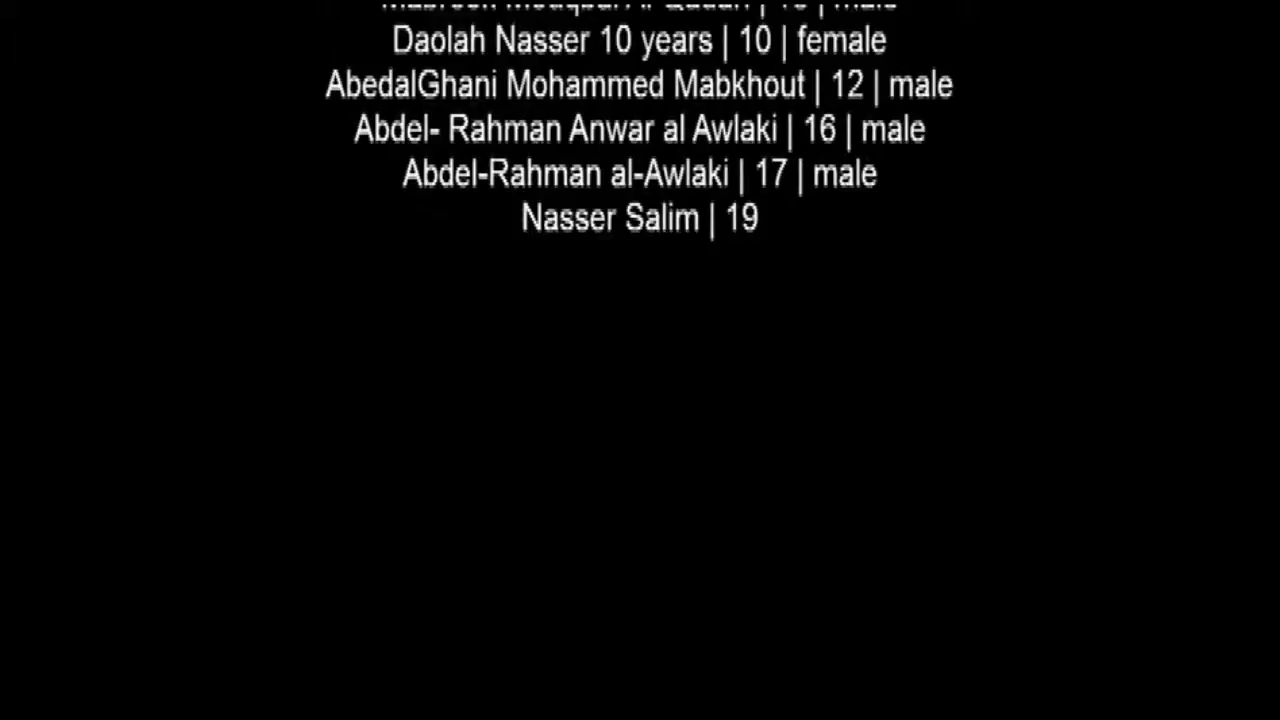 Daolah Nasser 10 years | 10 | female
AbedalGhani Mohammed Mabkhout | 12 | male
Abdel- Rahman Anwar al Awlaki | 16 | male
Abdel-Rahman al-Awlaki | 17 | male
Nasser Salim | 19